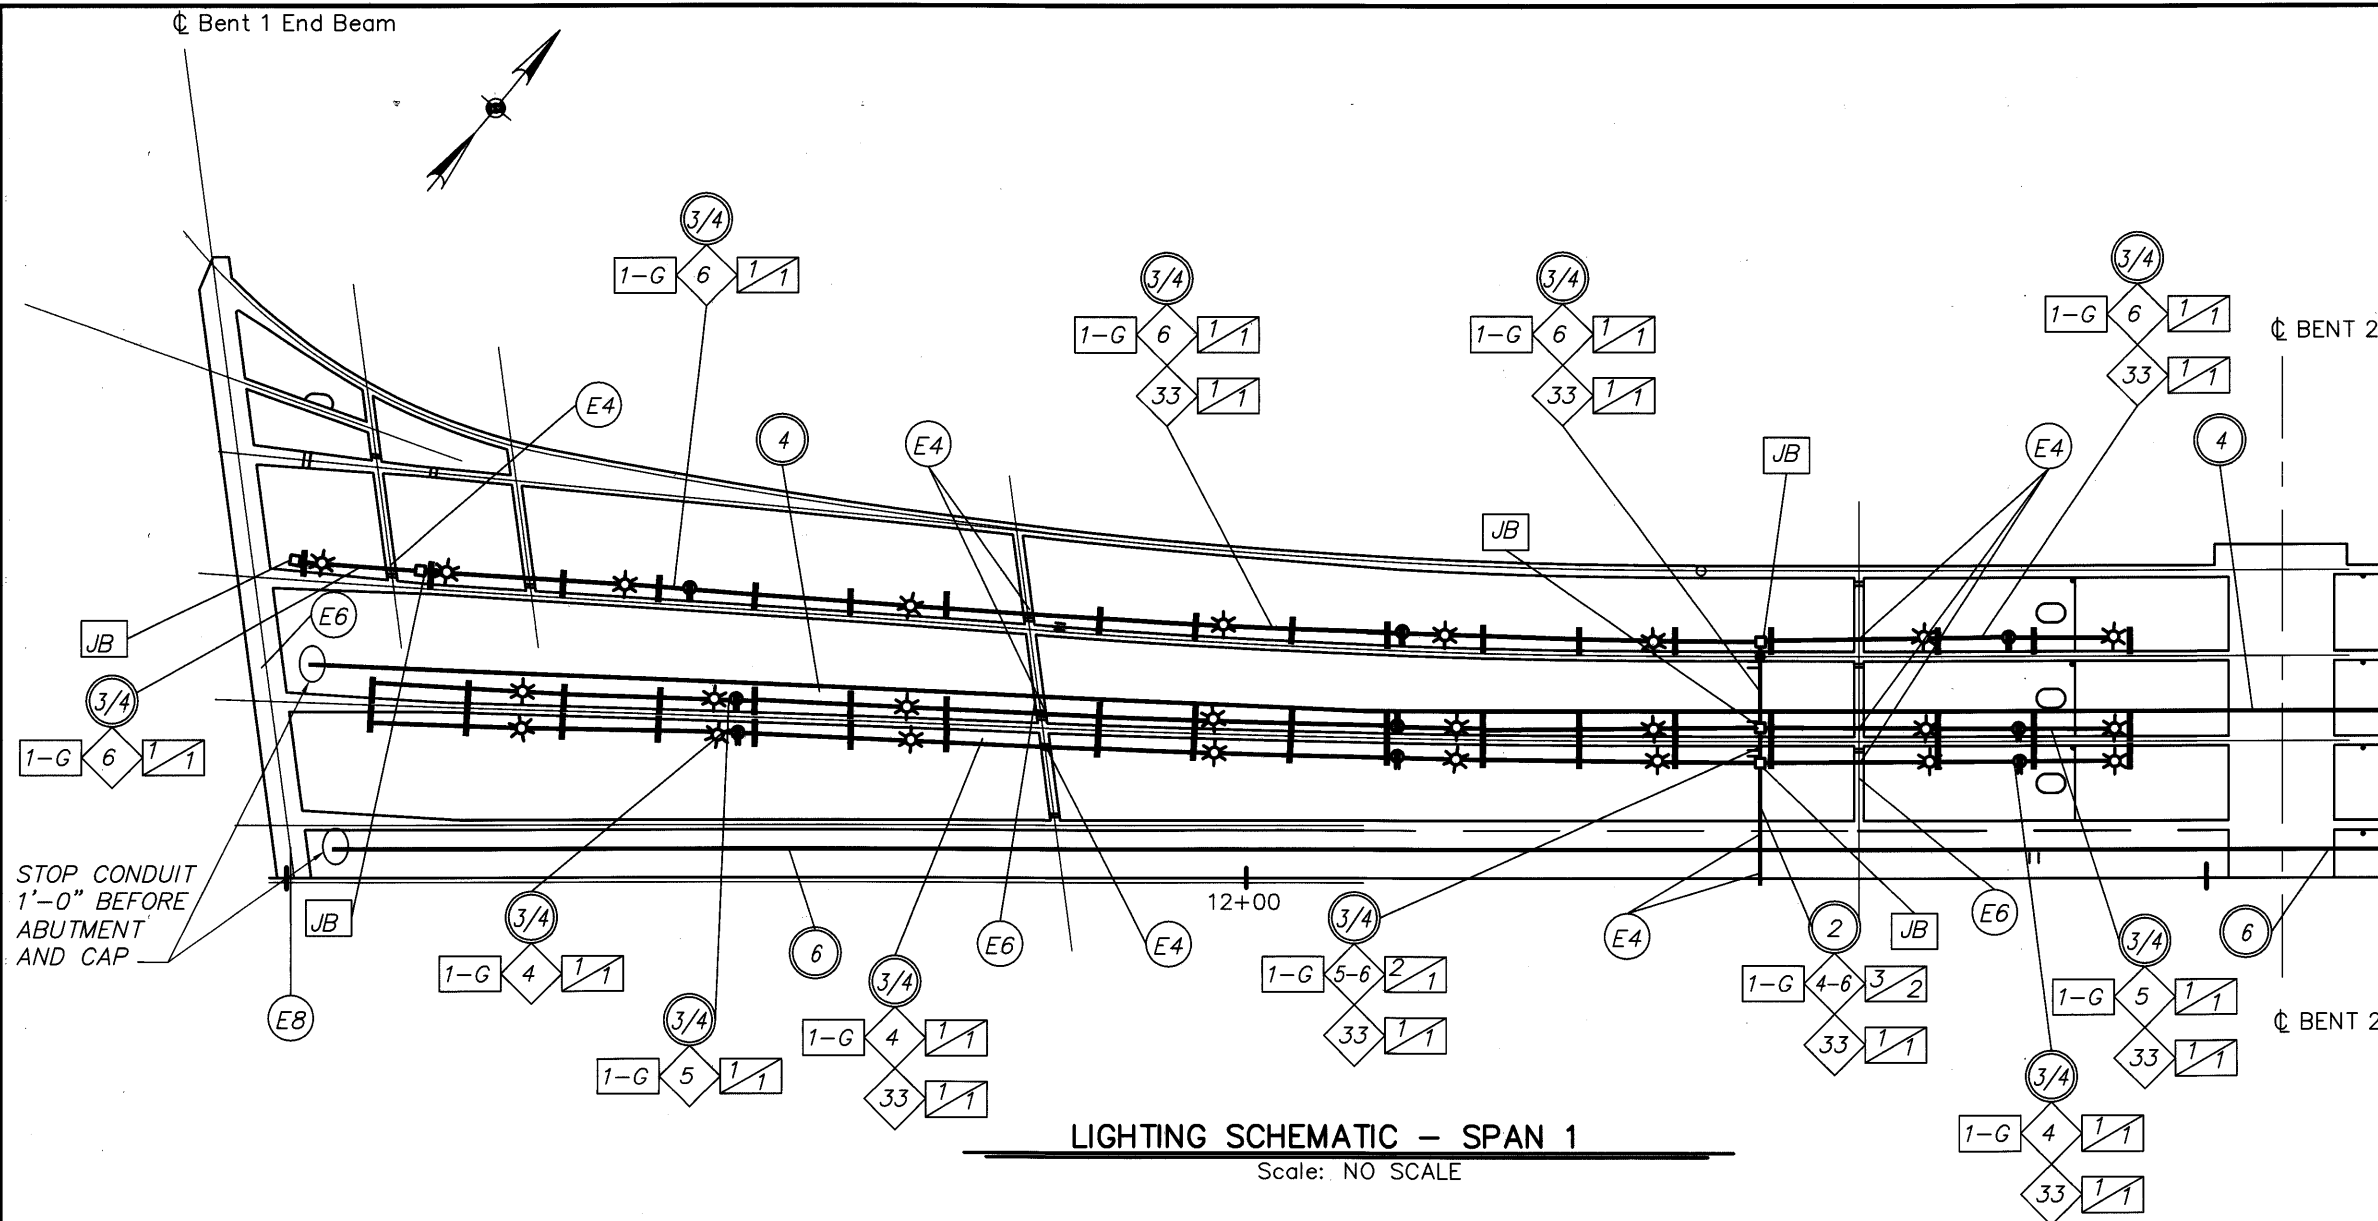 ℄ Bent 1 End Beam
3/4
1-G 6 1/1
3/4
1-G 6 1/1
33 1/1
3/4
1-G 6 1/1
33 1/1
3/4
1-G 6 1/1
33 1/1
℄ BENT 2
E4
4
E4
JB
E4
4
JB
E6
JB
3/4
1-G 6 1/1
STOP CONDUIT
1'-0" BEFORE
ABUTMENT
AND CAP
JB
E8
3/4
1-G 4 1/1
3/4
1-G 5 1/1
6
3/4
1-G 4 1/1
33 1/1
E6
E4
12+00
3/4
1-G 5-6 2/1
33 1/1
E4
2
1-G 4-6 3/2
33 1/1
JB
E6
3/4
1-G 5 1/1
33 1/1
6
℄ BENT 2
3/4
1-G 4 1/1
33 1/1
LIGHTING SCHEMATIC – SPAN 1
Scale: NO SCALE